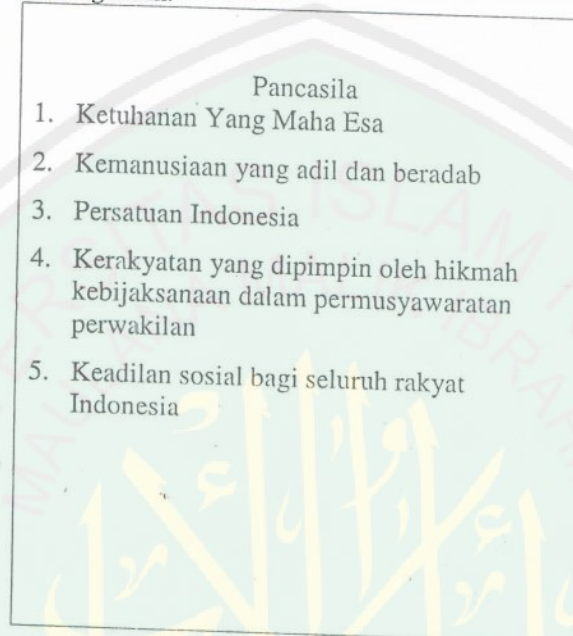 Pancasila
1. Ketuhanan Yang Maha Esa
2. Kemanusiaan yang adil dan beradab
3. Persatuan Indonesia
4. Kerakyatan yang dipimpin oleh hikmah
kebijaksanaan dalam permusyawaratan
perwakilan
5. Keadilan sosial bagi seluruh rakyat
Indonesia